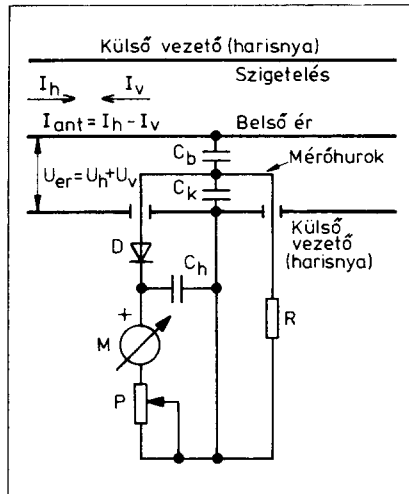 Külső vezető (harisnya)
Szigetelés
I_h I_v
I_ant = I_h - I_v
Belső ér
C_b
Mérőhurok
U_er = U_h + U_v
C_k
Külső
vezető
(harisnya)
D
C_h
+
M
R
P